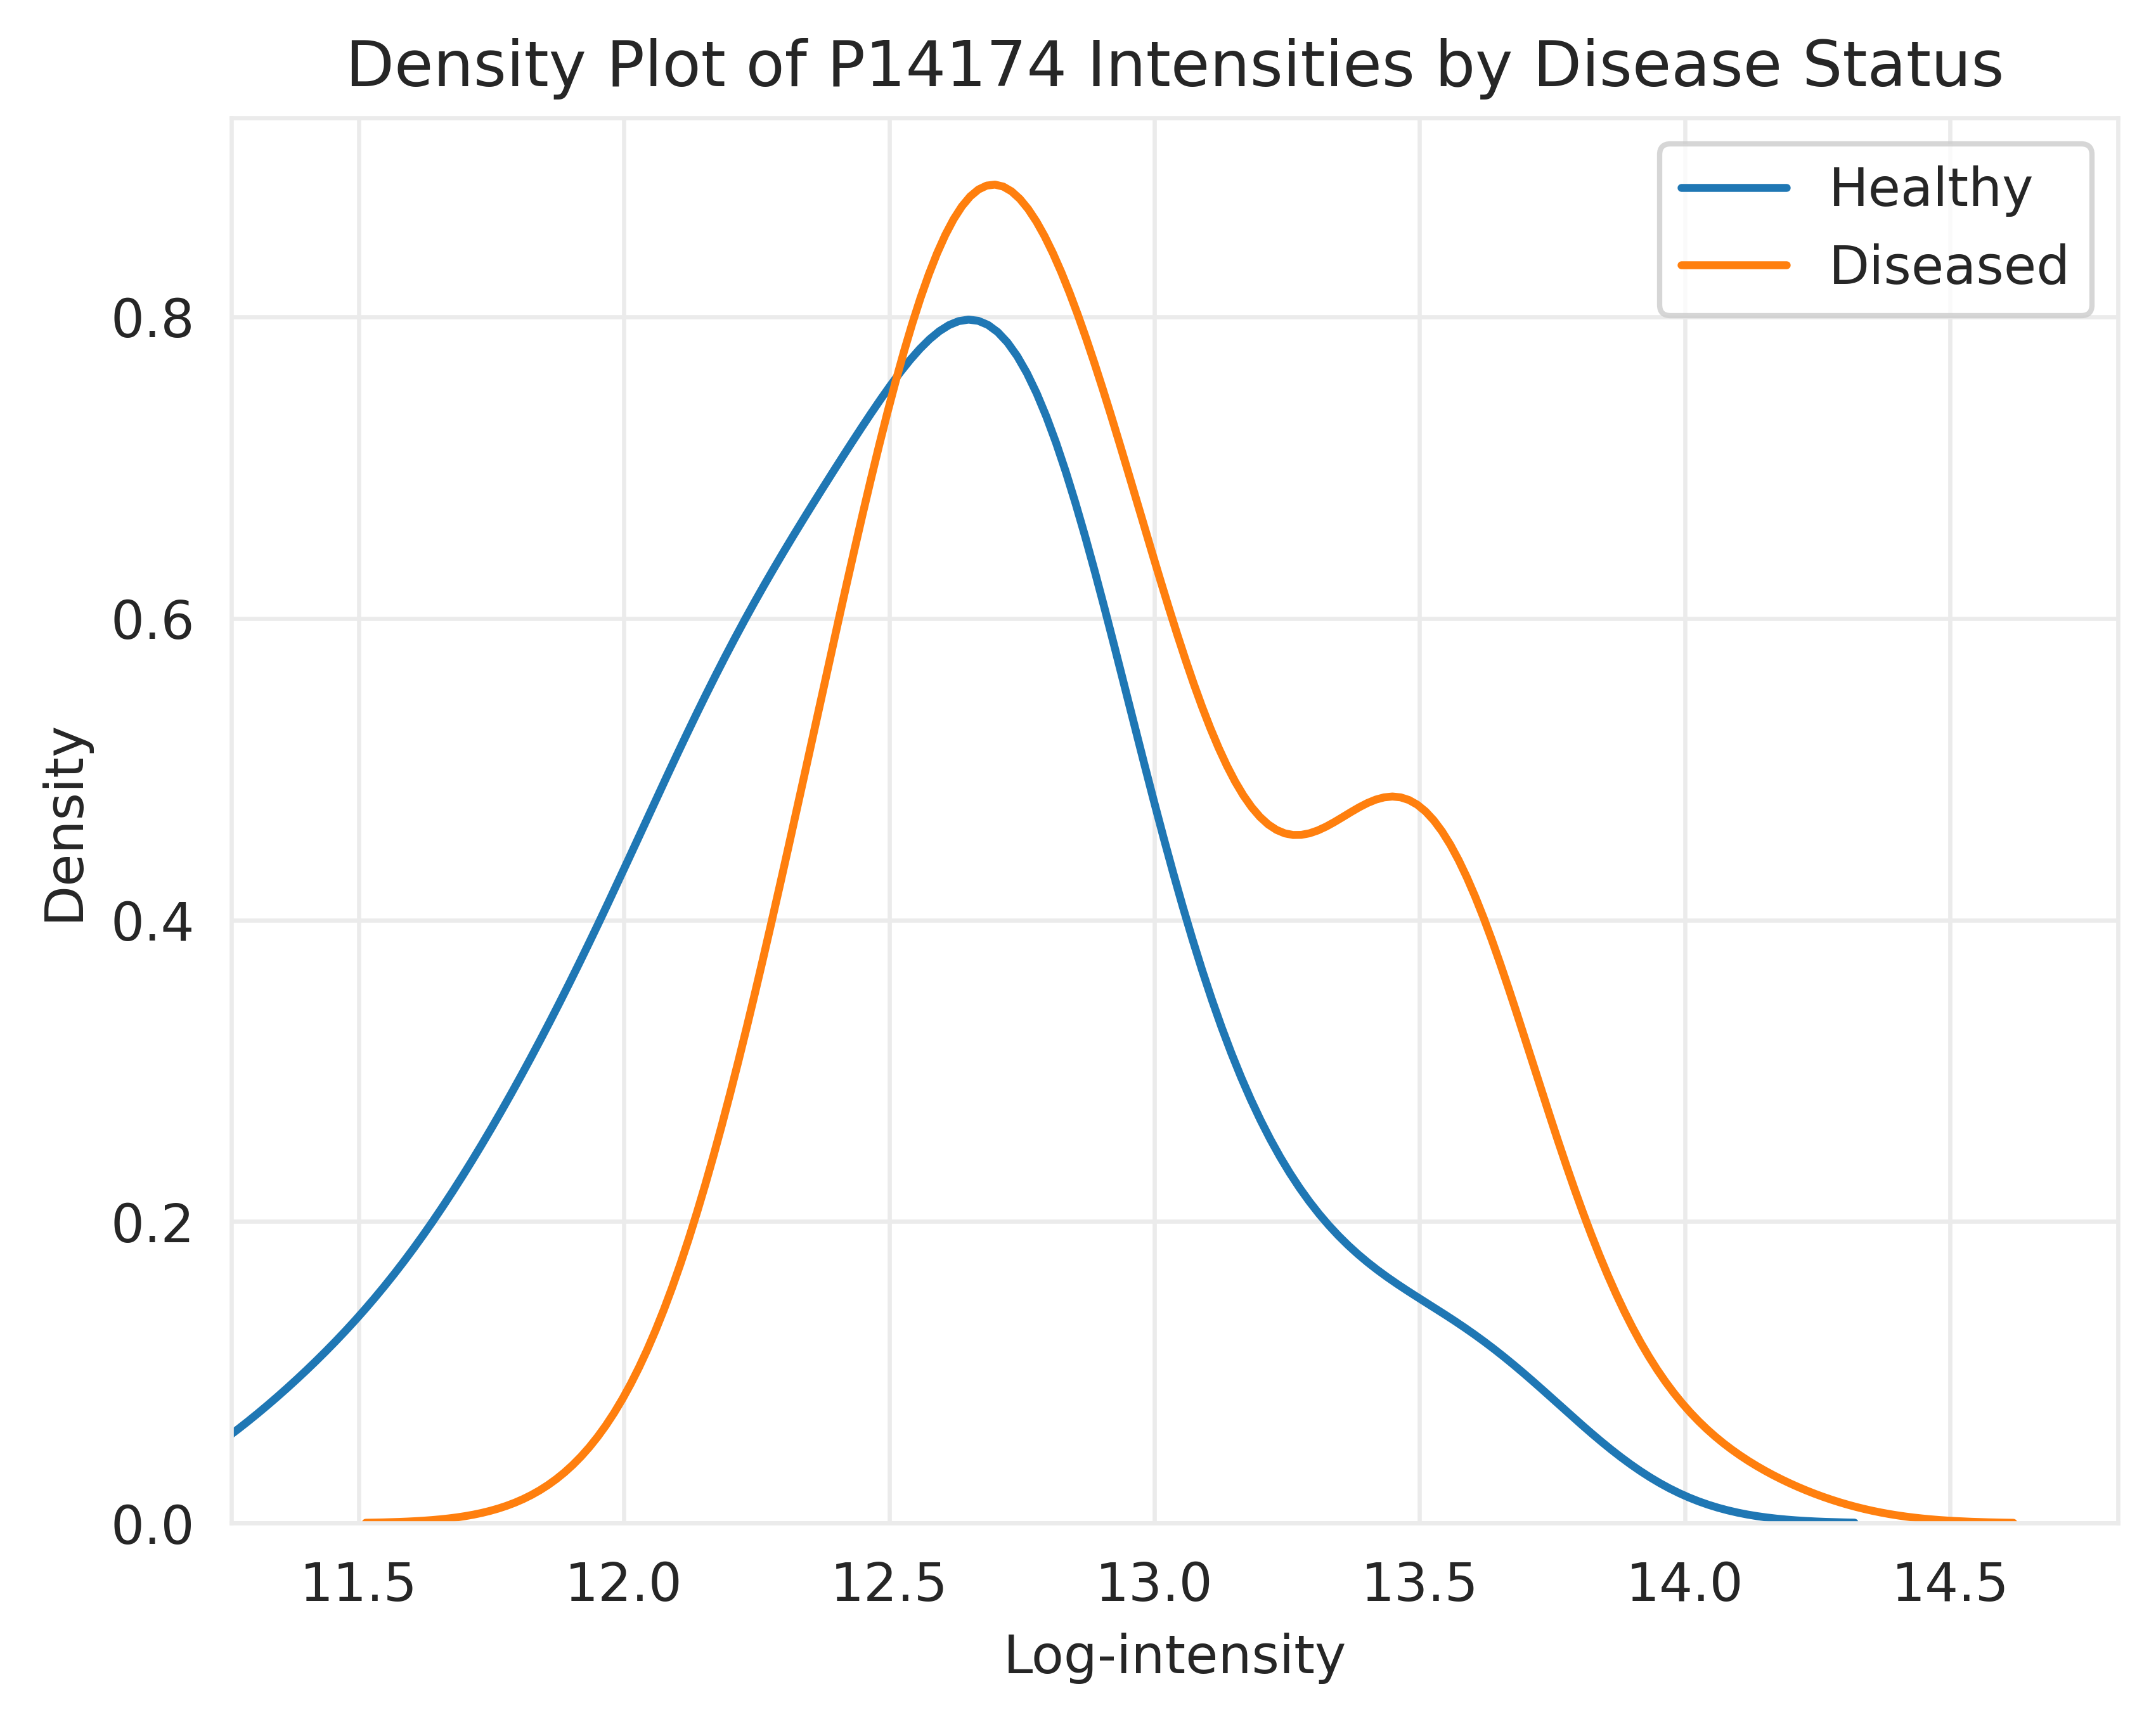 Density Plot of P14174 Intensities by Disease Status
Healthy
Diseased
Density
0.8
0.6
0.4
0.2
0.0
11.5 12.0 12.5 13.0 13.5 14.0 14.5
Log-intensity